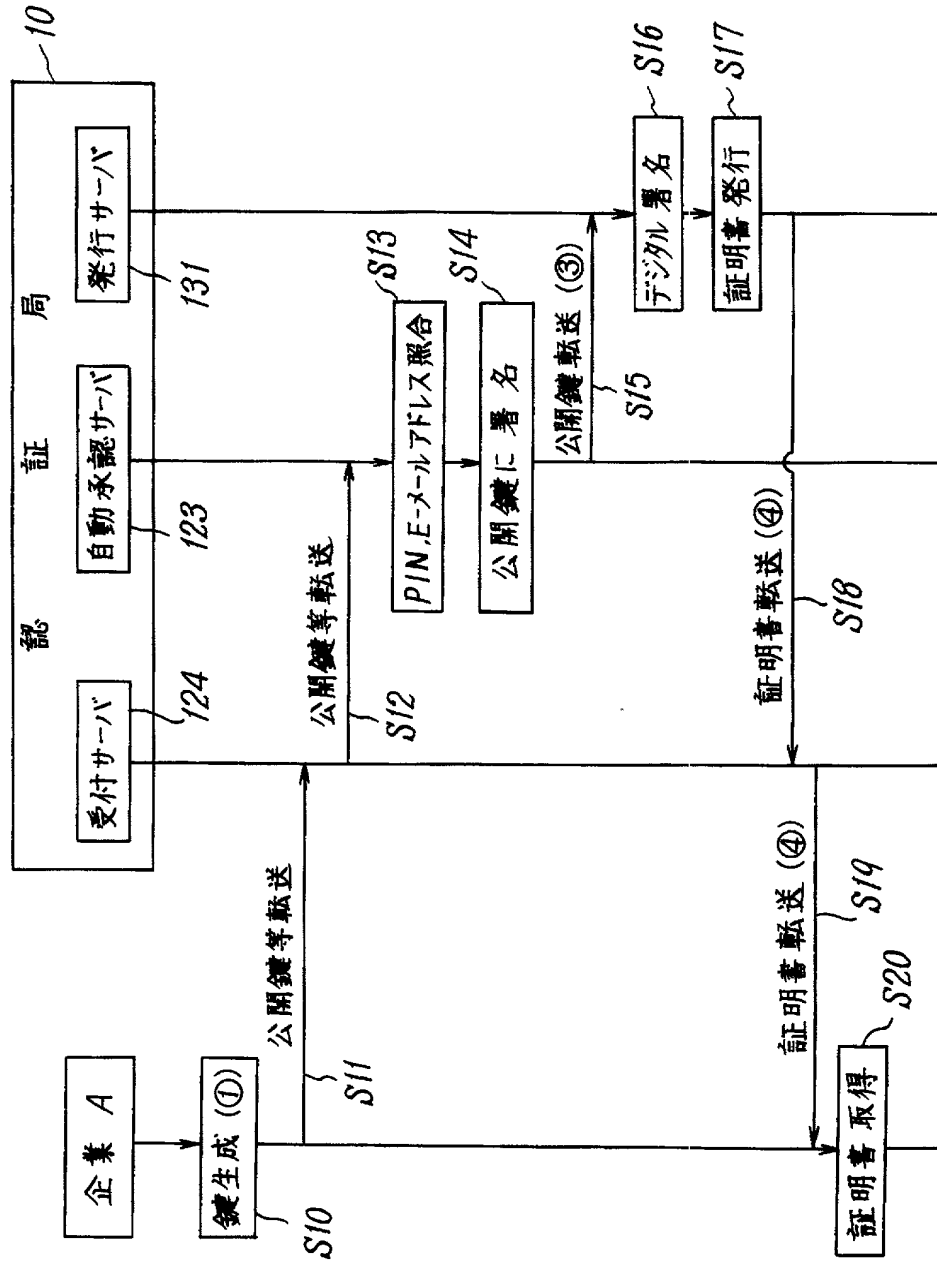 10
認証局
企業 A
受付サーバ
124
自動承認サーバ
123
発行サーバ
131
鍵生成 (①)
S10
公開鍵等転送
S11
公開鍵等転送
S12
PIN,E-メールアドレス照合
S13
公開鍵に署名
S14
公開鍵転送 (③)
S15
デジタル署名
S16
証明書発行
S17
証明書転送 (④)
S18
証明書転送 (④)
S19
証明書取得
S20